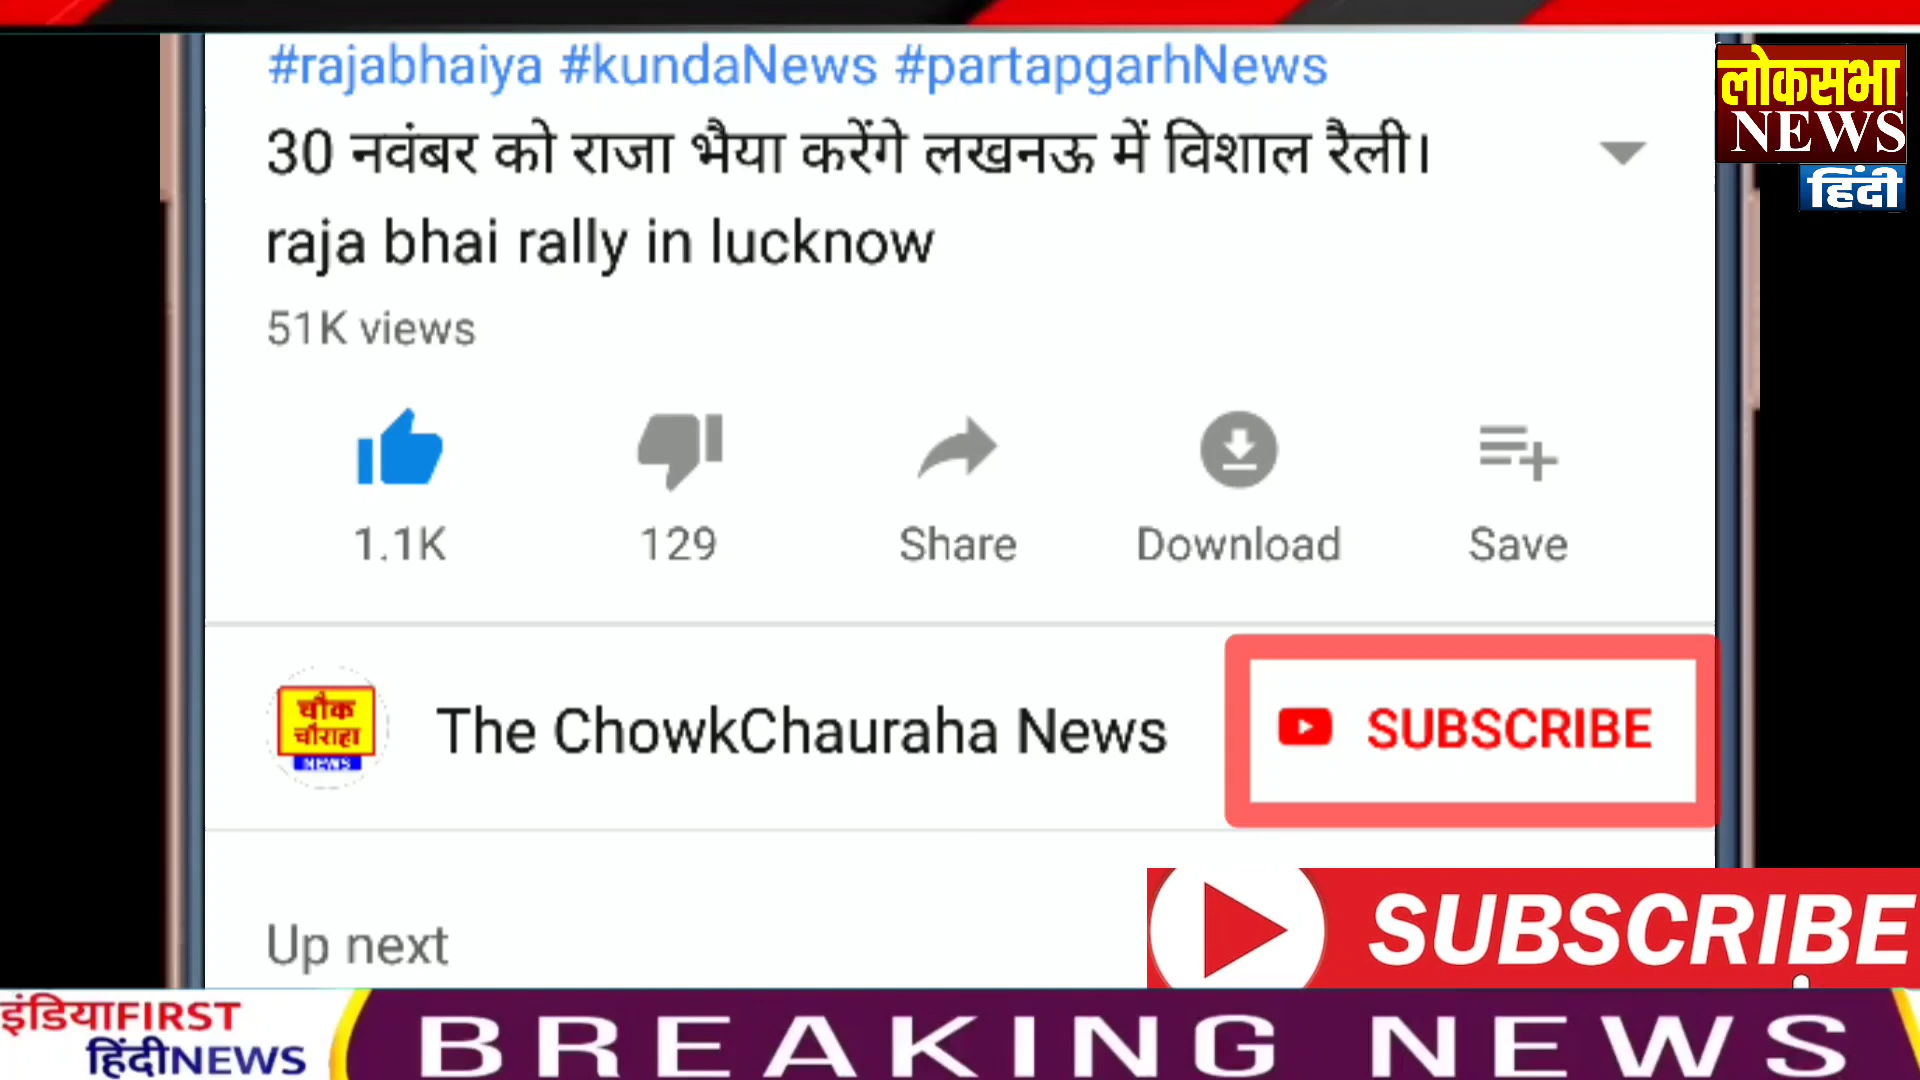 #rajabhaiya #kundaNews #partapgarhNews
लोकसभा
NEWS
हिंदी
30 नवंबर को राजा भैया करेंगे लखनऊ में विशाल रैली।
raja bhai rally in lucknow
51K views
1.1K
129
Share
Download
Save
चौक
चौराहा
NEWS
The ChowkChauraha News
SUBSCRIBE
Up next
SUBSCRIBE
इंडियाFIRST
हिंदीNEWS
BREAKING NEWS